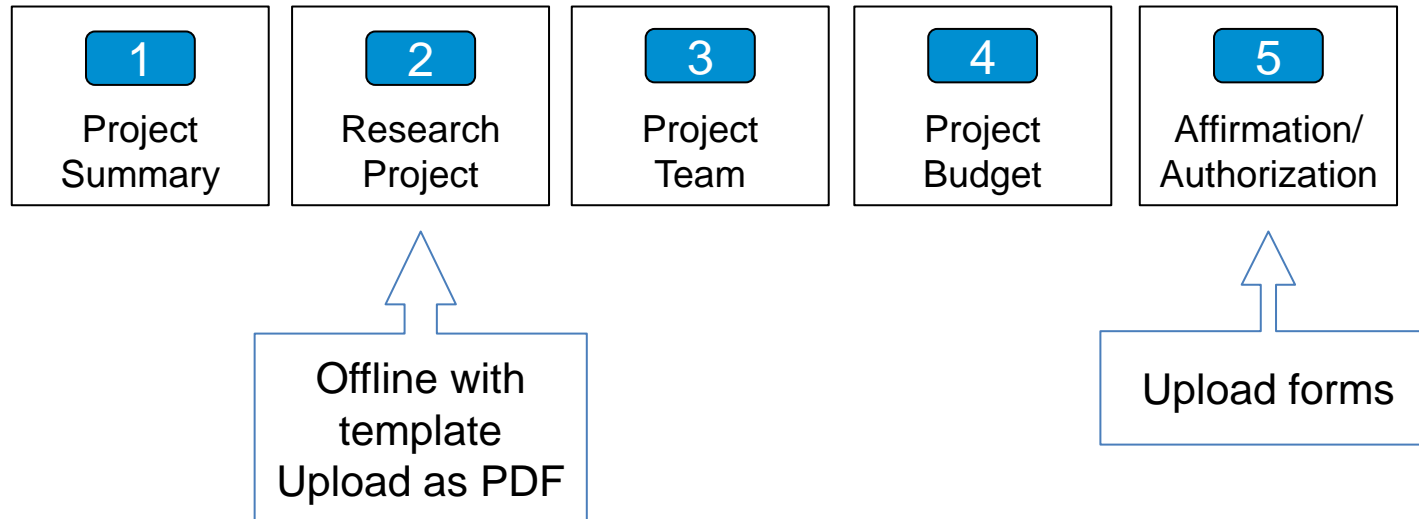 1
Project
Summary
2
Research
Project
3
Project
Team
4
Project
Budget
5
Affirmation/
Authorization
Offline with
template
Upload as PDF
Upload forms